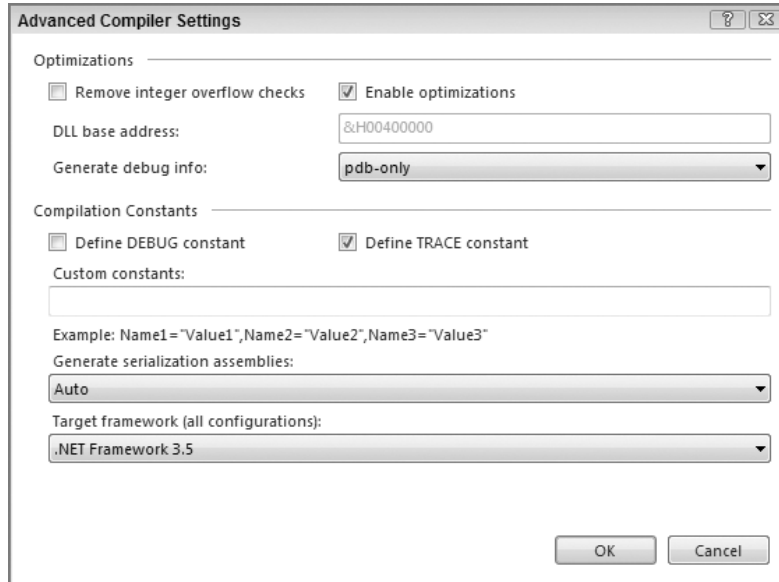 Advanced Compiler Settings
Optimizations
Remove integer overflow checks
Enable optimizations
DLL base address:
&H00400000
Generate debug info:
pdb-only
Compilation Constants
Define DEBUG constant
Define TRACE constant
Custom constants:
Example: Name1="Value1",Name2="Value2",Name3="Value3"
Generate serialization assemblies:
Auto
Target framework (all configurations):
.NET Framework 3.5
OK
Cancel